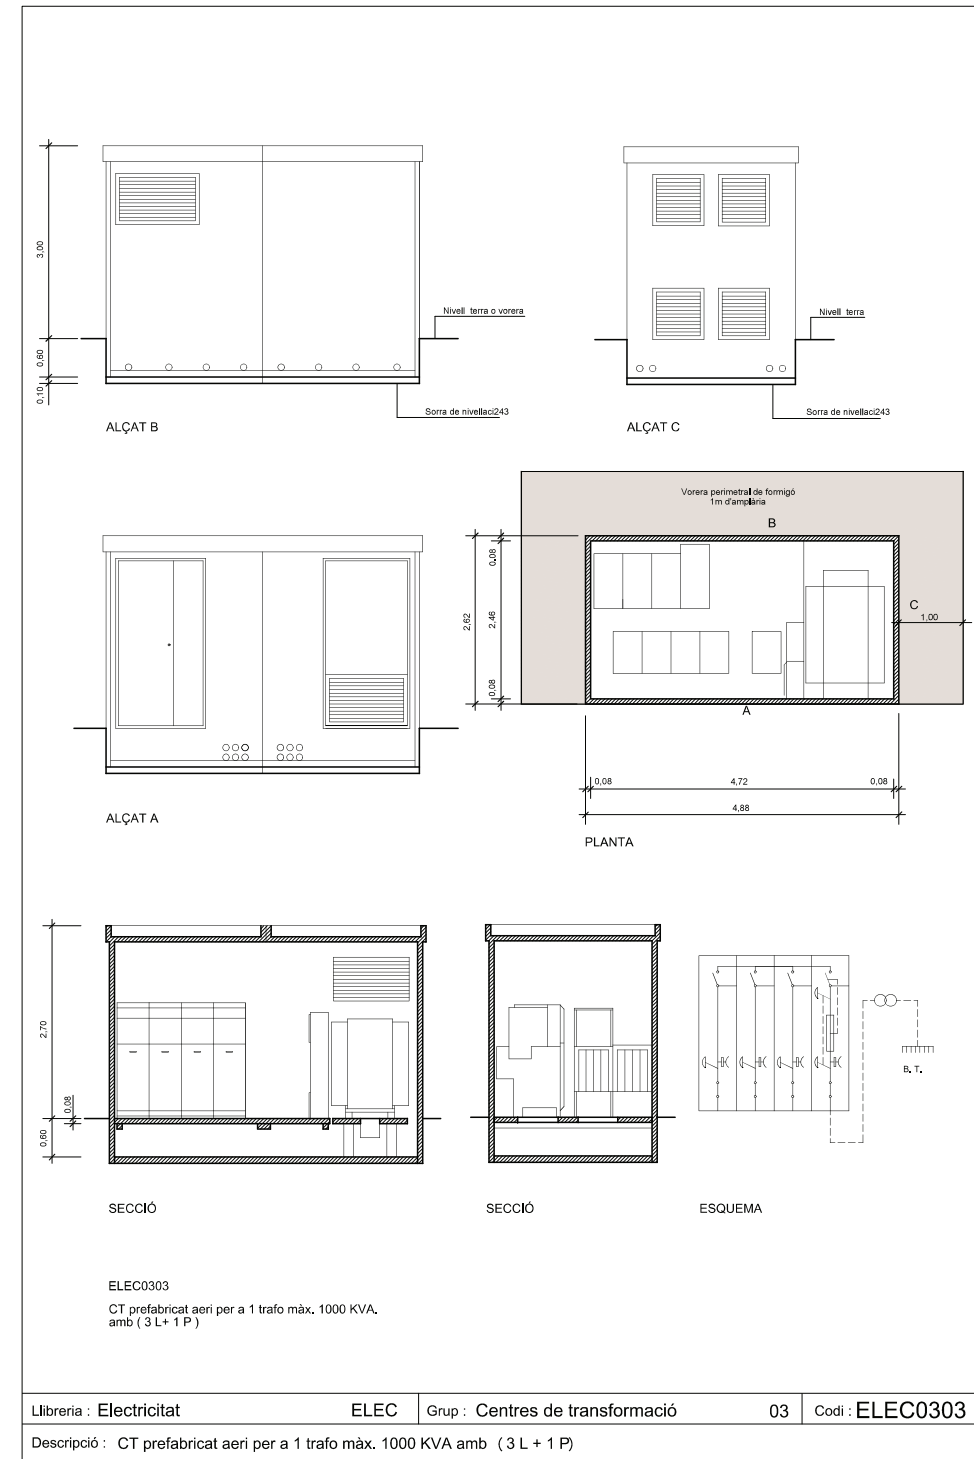 3,00
0,60
0,10
Nivell terra o vorera
Sorra de nivellaci243
ALÇAT B
Nivell terra
Sorra de nivellaci243
ALÇAT C
ALÇAT A
Vorera perimetral de formigó
1m d'amplària
B
C
1,00
A
2,62
0,08
2,46
0,08
0,08
4,72
0,08
4,88
PLANTA
2,70
0,08
0,60
SECCIÓ
SECCIÓ
B. T.
ESQUEMA
ELEC0303
CT prefabricat aeri per a 1 trafo màx. 1000 KVA.
amb ( 3 L+ 1 P )
Llibreria : Electricitat ELEC Grup : Centres de transformació 03 Codi : ELEC0303
Descripció : CT prefabricat aeri per a 1 trafo màx. 1000 KVA amb ( 3 L + 1 P)